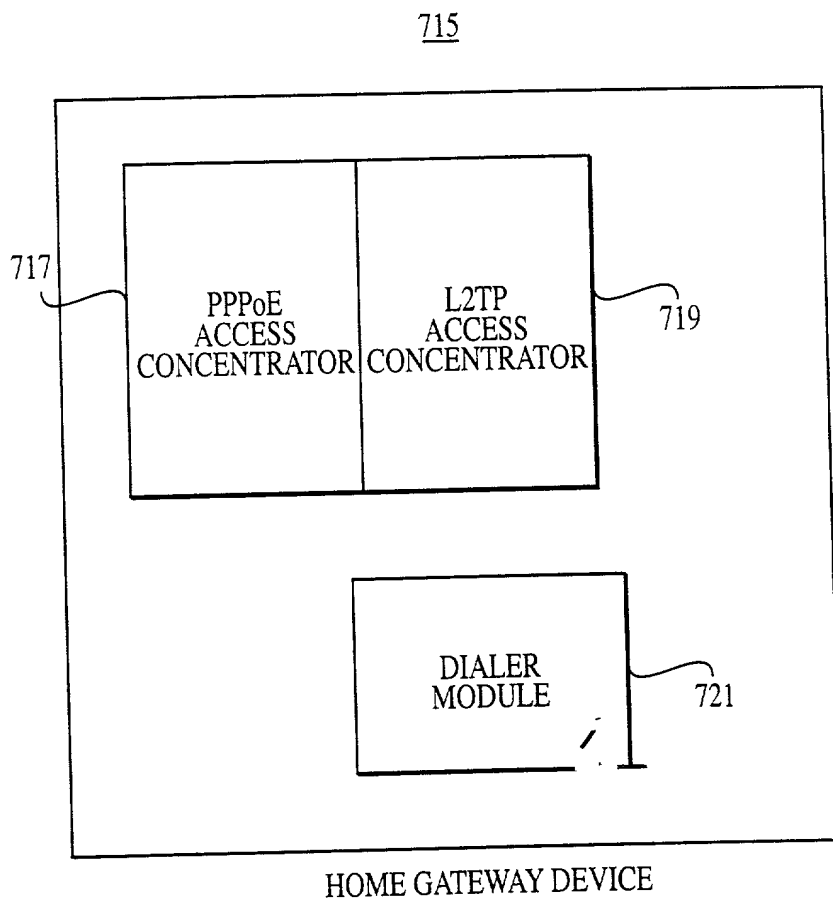 715
717
PPPoE
ACCESS
CONCENTRATOR
L2TP
ACCESS
CONCENTRATOR
719
DIALER
MODULE
721
HOME GATEWAY DEVICE